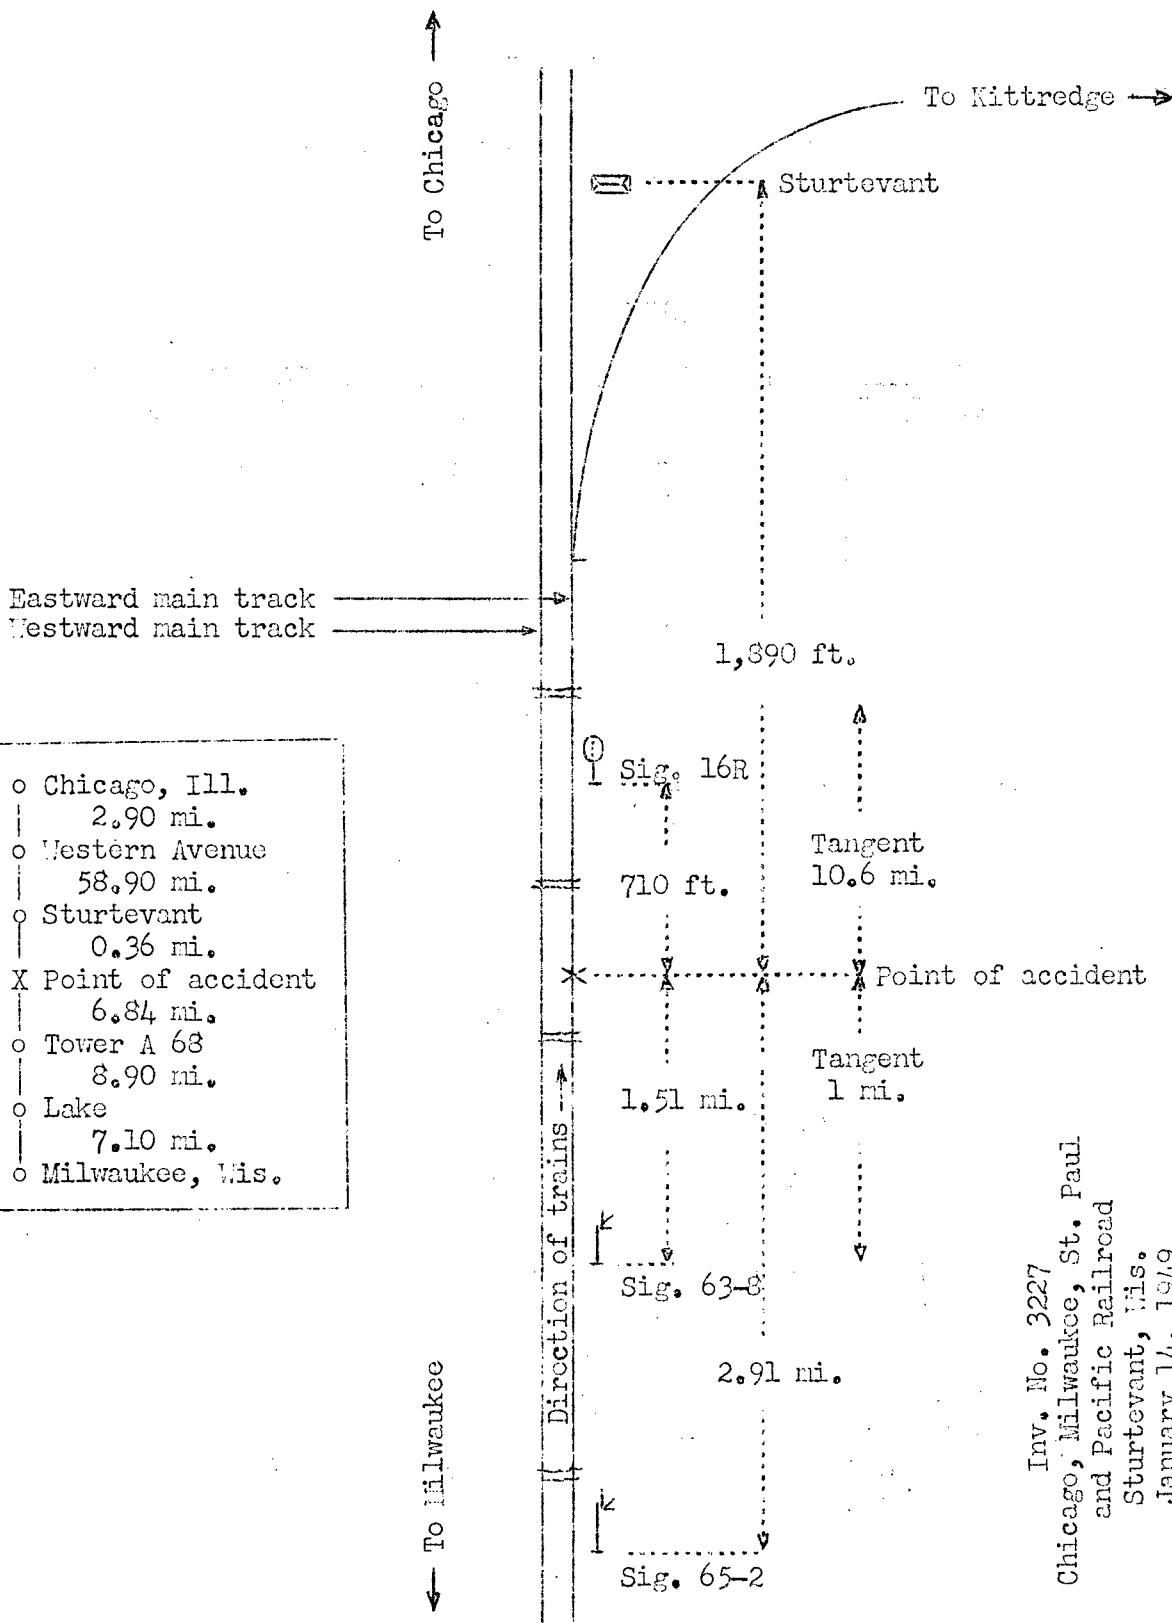 To Chicago
To Kittredge
Sturtevant
Eastward main track
Westward main track
1,890 ft.
Sig. 16R
Tangent
10.6 mi.
710 ft.
Chicago, Ill.
2.90 mi.
Western Avenue
58.90 mi.
Sturtevant
0.36 mi.
X Point of accident
6.84 mi.
Tower A 68
8.90 mi.
Lake
7.10 mi.
Milwaukee, Wis.
Point of accident
Tangent
1 mi.
1.51 mi.
Direction of trains
Sig. 63-8
2.91 mi.
To Milwaukee
Sig. 65-2
Inv. No. 3227
Chicago, Milwaukee, St. Paul
and Pacific Railroad
Sturtevant, Wis.
January 14, 1949